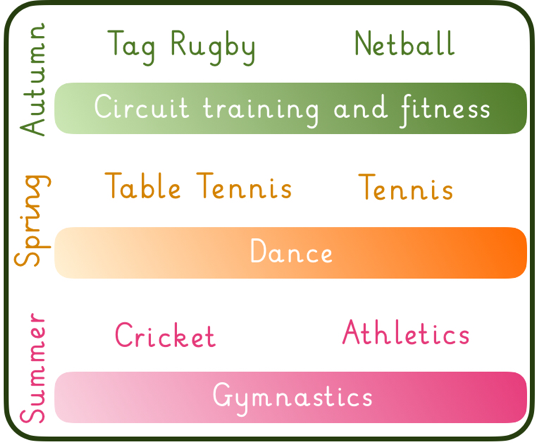 Autumn
Tag Rugby Netball
Circuit training and fitness
Spring
Table Tennis Tennis
Dance
Summer
Cricket Athletics
Gymnastics